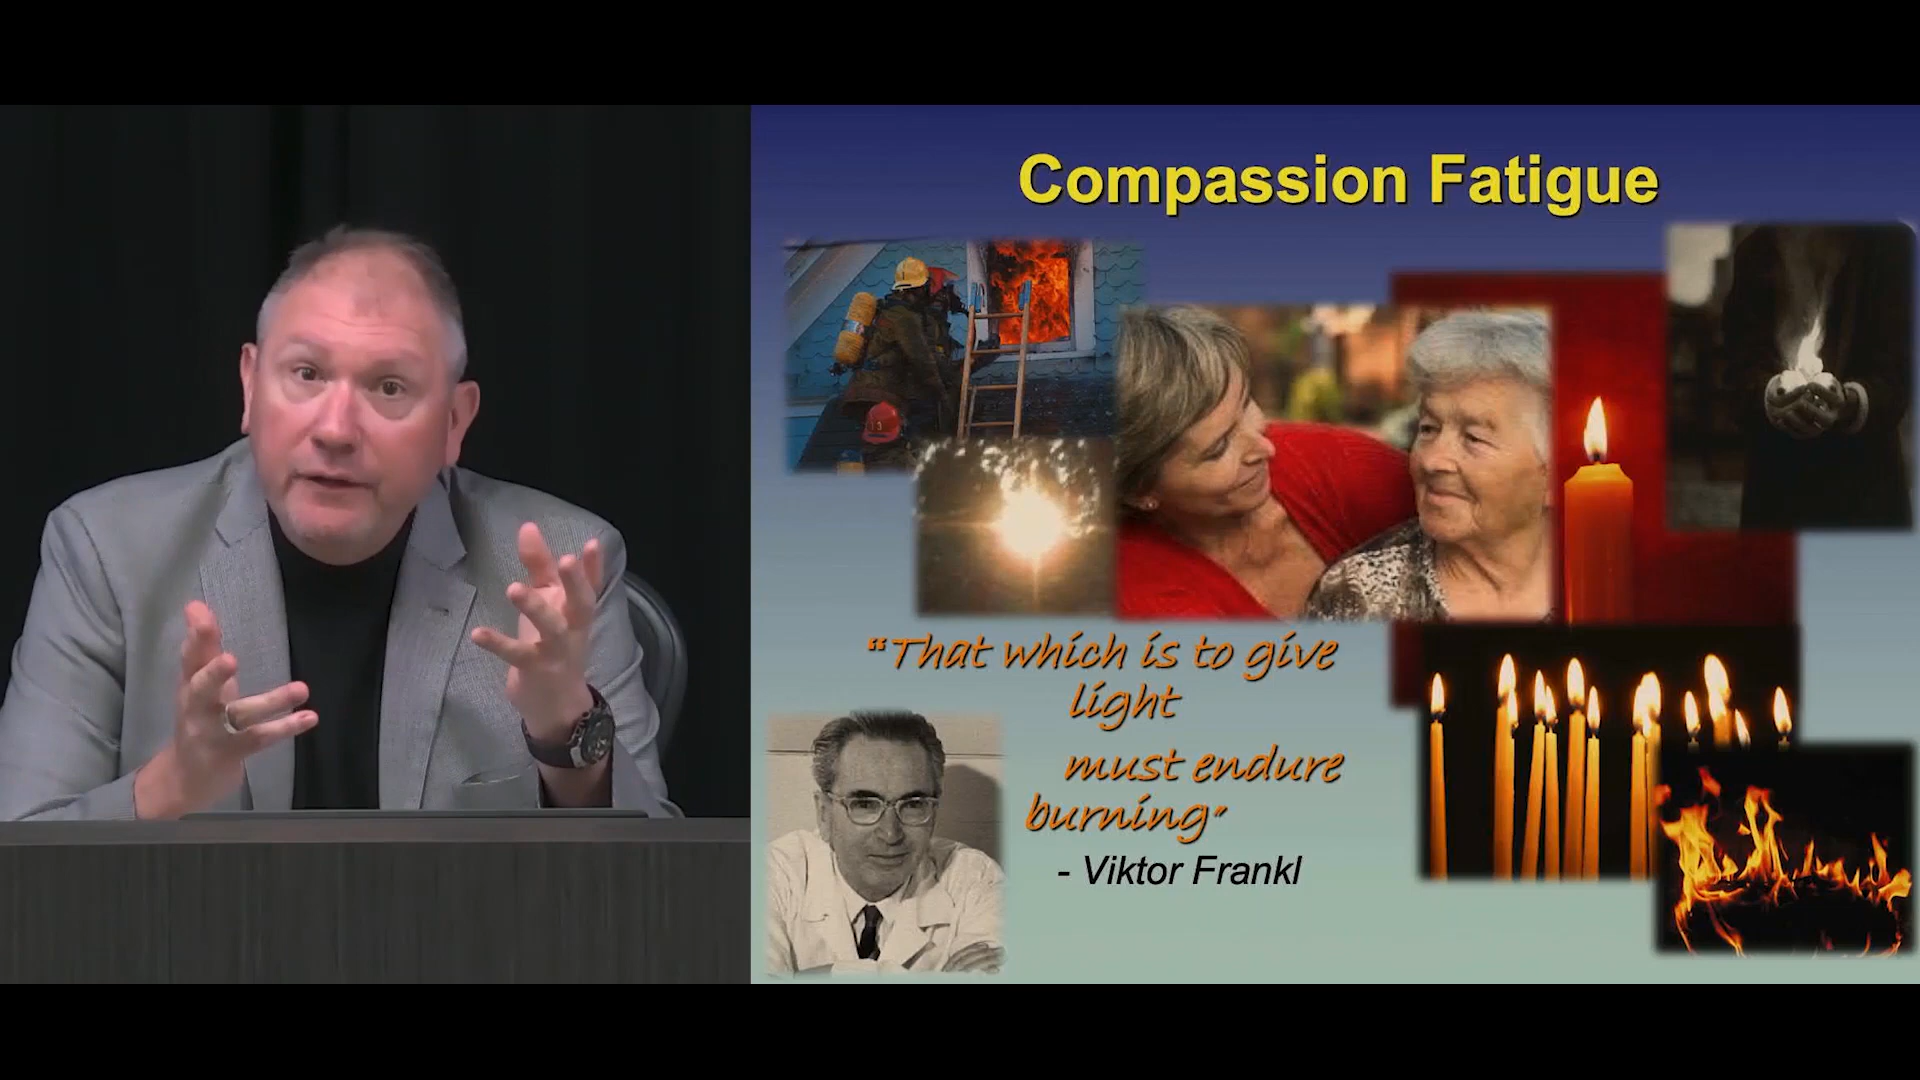 Compassion Fatigue
“That which is to give
light
must endure
burning”
- Viktor Frankl